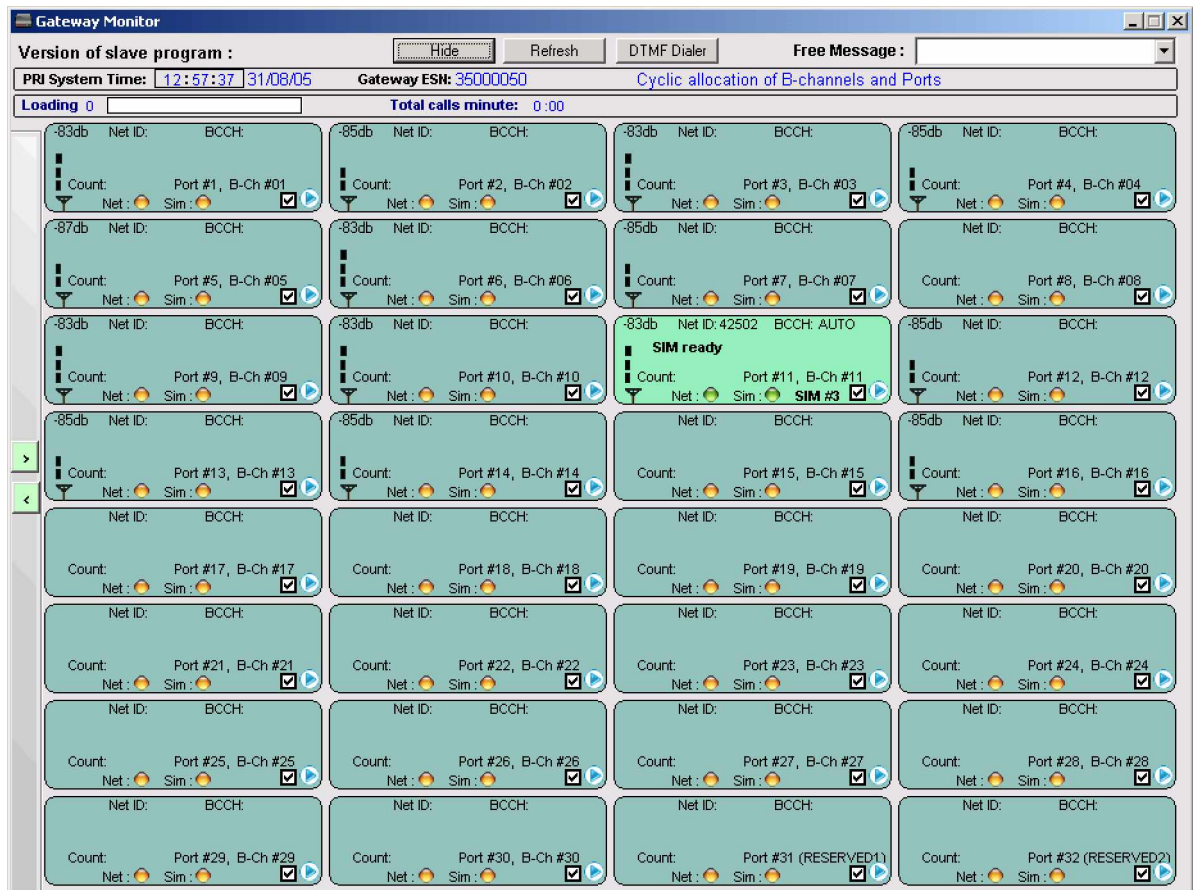 Gateway Monitor
Version of slave program : Hide Refresh DTMF Dialer Free Message :
PRI System Time: 12:57:37 31/08/05 Gateway ESN: 35000050 Cyclic allocation of B-channels and Ports
Loading 0 Total calls minute: 0:00
-83db Net ID: BCCH: -85db Net ID: BCCH: -83db Net ID: BCCH: -85db Net ID: BCCH:
Count: Port #1, B-Ch #01 Count: Port #2, B-Ch #02 Count: Port #3, B-Ch #03 Count: Port #4, B-Ch #04
Net : Sim : Net : Sim : Net : Sim : Net : Sim :
-87db Net ID: BCCH: -83db Net ID: BCCH: -85db Net ID: BCCH: Net ID: BCCH:
Count: Port #5, B-Ch #05 Count: Port #6, B-Ch #06 Count: Port #7, B-Ch #07 Count: Port #8, B-Ch #08
Net : Sim : Net : Sim : Net : Sim : Net : Sim :
-83db Net ID: BCCH: -83db Net ID: BCCH: -83db Net ID: 42502 BCCH: AUTO -85db Net ID: BCCH:
SIM ready
Count: Port #9, B-Ch #09 Count: Port #10, B-Ch #10 Count: Port #11, B-Ch #11 Count: Port #12, B-Ch #12
Net : Sim : Net : Sim : Net : Sim : SIM #3 Net : Sim :
-85db Net ID: BCCH: -85db Net ID: BCCH: Net ID: BCCH: -85db Net ID: BCCH:
Count: Port #13, B-Ch #13 Count: Port #14, B-Ch #14 Count: Port #15, B-Ch #15 Count: Port #16, B-Ch #16
Net : Sim : Net : Sim : Net : Sim : Net : Sim :
Net ID: BCCH: Net ID: BCCH: Net ID: BCCH: Net ID: BCCH:
Count: Port #17, B-Ch #17 Count: Port #18, B-Ch #18 Count: Port #19, B-Ch #19 Count: Port #20, B-Ch #20
Net : Sim : Net : Sim : Net : Sim : Net : Sim :
Net ID: BCCH: Net ID: BCCH: Net ID: BCCH: Net ID: BCCH:
Count: Port #21, B-Ch #21 Count: Port #22, B-Ch #22 Count: Port #23, B-Ch #23 Count: Port #24, B-Ch #24
Net : Sim : Net : Sim : Net : Sim : Net : Sim :
Net ID: BCCH: Net ID: BCCH: Net ID: BCCH: Net ID: BCCH:
Count: Port #25, B-Ch #25 Count: Port #26, B-Ch #26 Count: Port #27, B-Ch #27 Count: Port #28, B-Ch #28
Net : Sim : Net : Sim : Net : Sim : Net : Sim :
Net ID: BCCH: Net ID: BCCH: Net ID: BCCH: Net ID: BCCH:
Count: Port #29, B-Ch #29 Count: Port #30, B-Ch #30 Count: Port #31 (RESERVED1) Count: Port #32 (RESERVED2)
Net : Sim : Net : Sim : Net : Sim : Net : Sim :